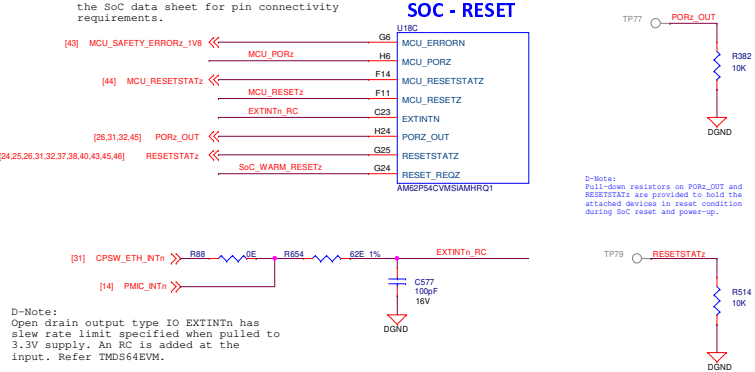 the SoC data sheet for pin connectivity
requirements.
SOC - RESET
U18C
[43] MCU_SAFETY_ERRORz_1V8 G6 MCU_ERRORN
MCU_PORz H6 MCU_PORZ
[44] MCU_RESETSTATz F14 MCU_RESETSTATZ
MCU_RESETz F11 MCU_RESETZ
EXTINTn_RC C23 EXTINTN
[26,31,32,45] PORz_OUT H24 PORZ_OUT
[24,25,26,31,32,37,38,40,43,45,46] RESETSTATz G25 RESETSTATZ
SoC_WARM_RESETz G24 RESET_REQZ
AM62P54CVMSIAMHRQ1
TP77 PORz_OUT
R382
10K
DGND
D-Note:
Pull-down resistors on PORz_OUT and
RESETSTATz are provided to hold the
attached devices in reset condition
during SoC reset and power-up.
[31] CPSW_ETH_INTn R88 0E R654 62E 1% EXTINTn_RC
[14] PMIC_INTn
C577
100pF
16V
DGND
D-Note:
Open drain output type IO EXTINTn has
slew rate limit specified when pulled to
3.3V supply. An RC is added at the
input. Refer TMDS64EVM.
TP79 RESETSTATz
R514
10K
DGND